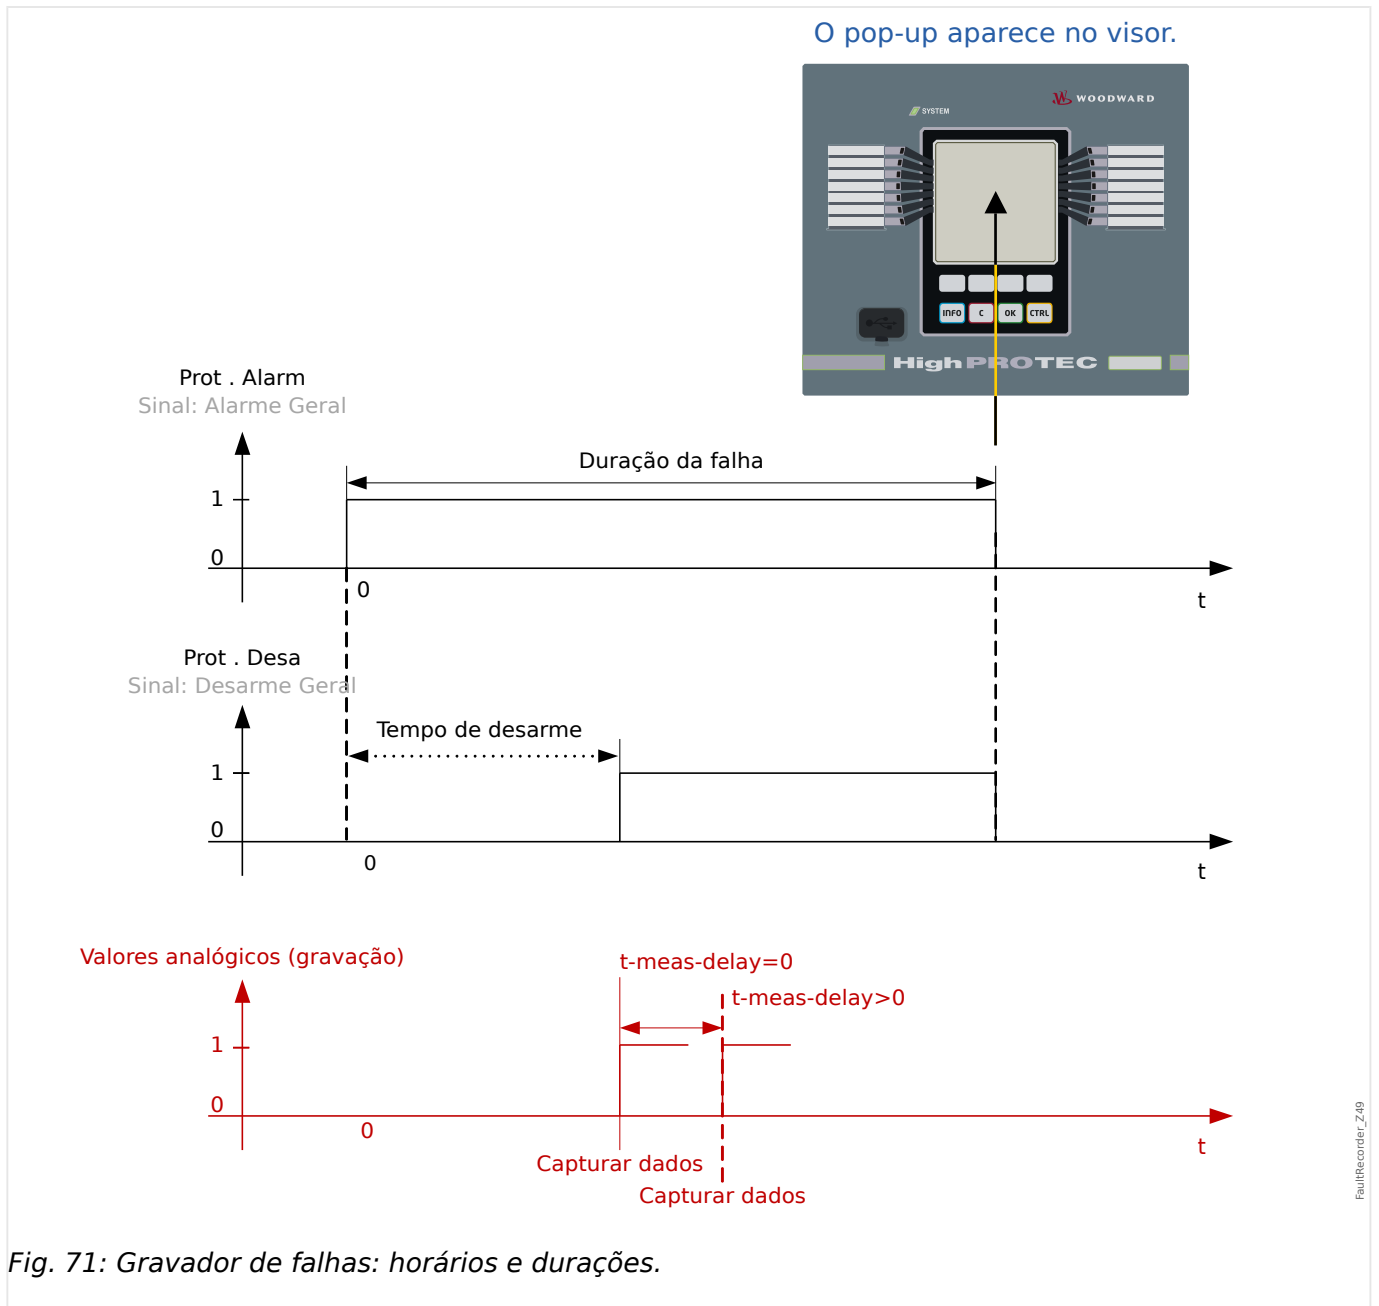 O pop-up aparece no visor.
WOODWARD
SYSTEM
INFO C OK CTRL
HighPROTEC
Prot . Alarm
Sinal: Alarme Geral
Duração da falha
1
0
0
t
Prot . Desa
Sinal: Desarme Geral
Tempo de desarme
1
0
0
t
Valores analógicos (gravação)
t-meas-delay=0
t-meas-delay>0
1
0
0
t
Capturar dados
Capturar dados
FaultRecorder_Z49
Fig. 71: Gravador de falhas: horários e durações.